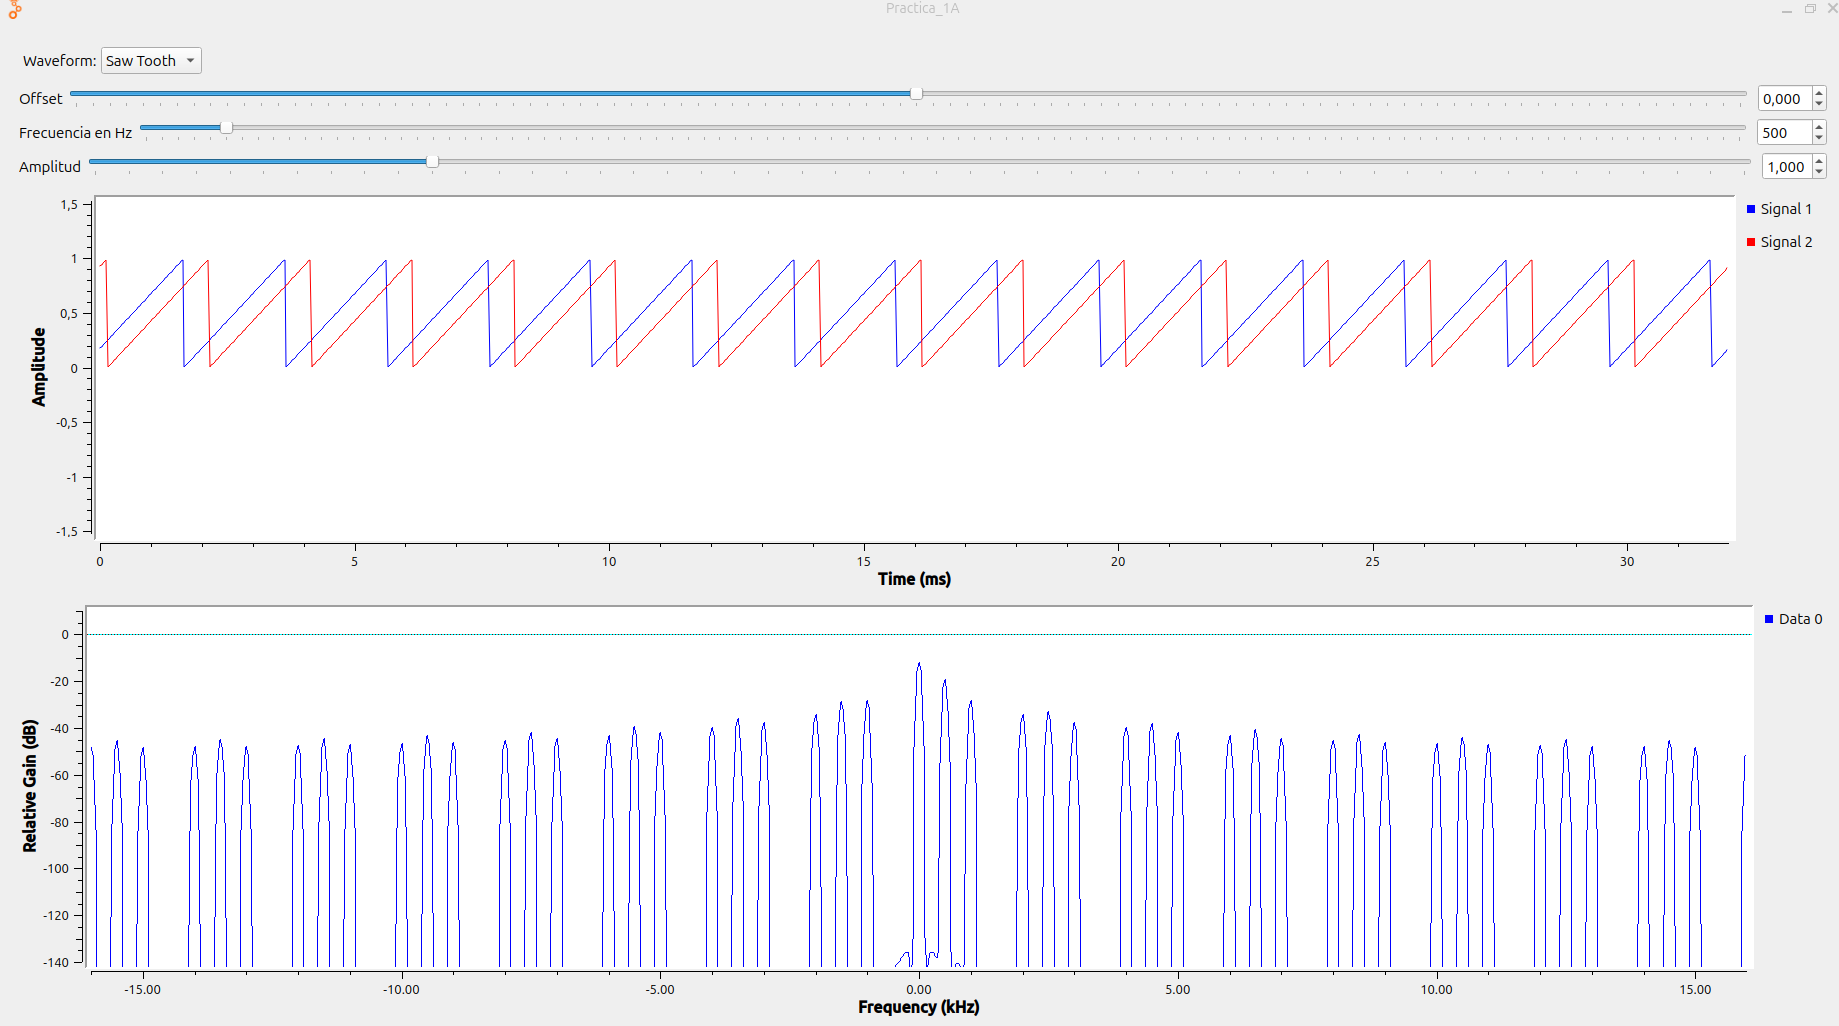 Practica_1A
Waveform: Saw Tooth
Offset 0,000
Frecuencia en Hz 500
Amplitud 1,000
Signal 1
Signal 2
1,5
1
0,5
0
-0,5
-1
-1,5
Amplitude
0 5 10 15 20 25 30
Time (ms)
Data 0
0
-20
-40
-60
-80
-100
-120
-140
Relative Gain (dB)
-15.00 -10.00 -5.00 0.00 5.00 10.00 15.00
Frequency (kHz)